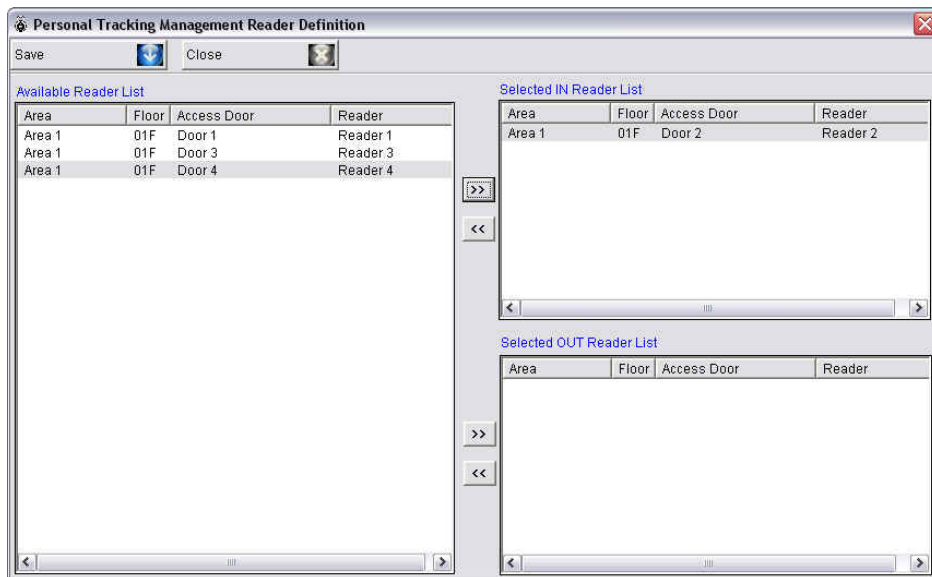 Personal Tracking Management Reader Definition
Save Close
Available Reader List
Area Floor Access Door Reader
Area 1 01F Door 1 Reader 1
Area 1 01F Door 3 Reader 3
Area 1 01F Door 4 Reader 4
>>
<<
>>
<<
Selected IN Reader List
Area Floor Access Door Reader
Area 1 01F Door 2 Reader 2
Selected OUT Reader List
Area Floor Access Door Reader